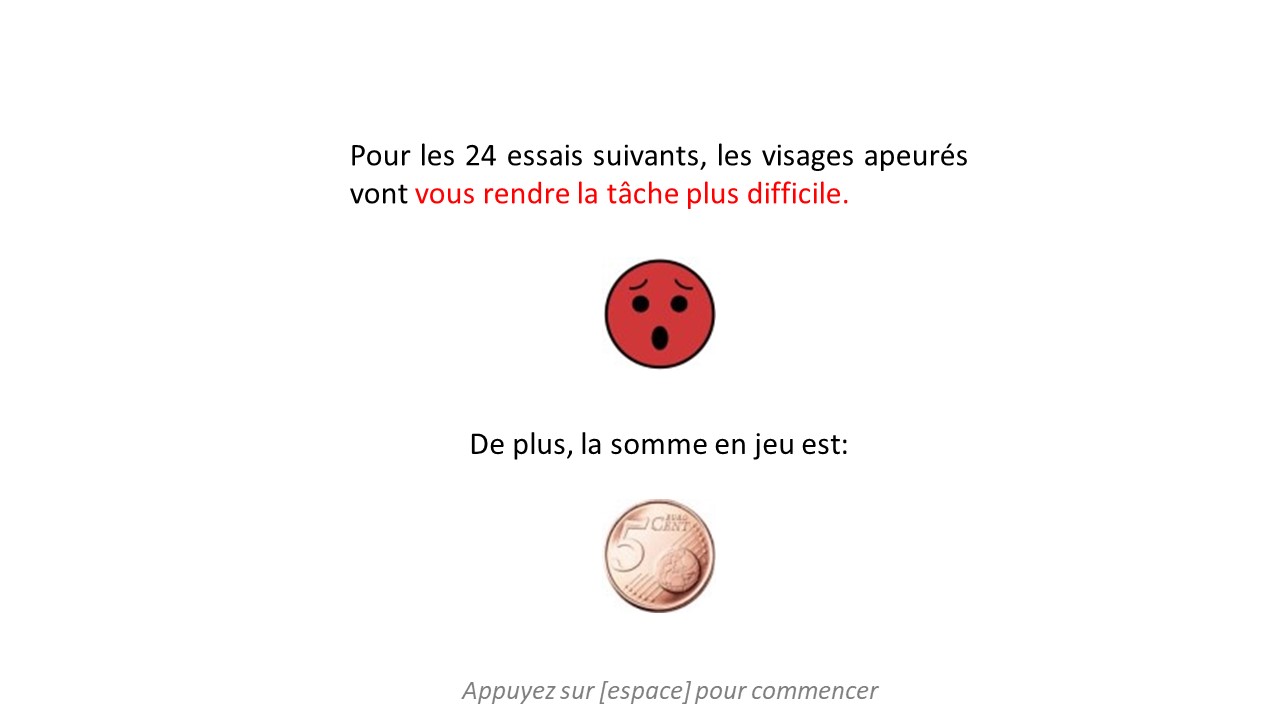 Pour les 24 essais suivants, les visages apeurés
vont vous rendre la tâche plus difficile.
De plus, la somme en jeu est:
5 EURO
CENT
Appuyez sur [espace] pour commencer